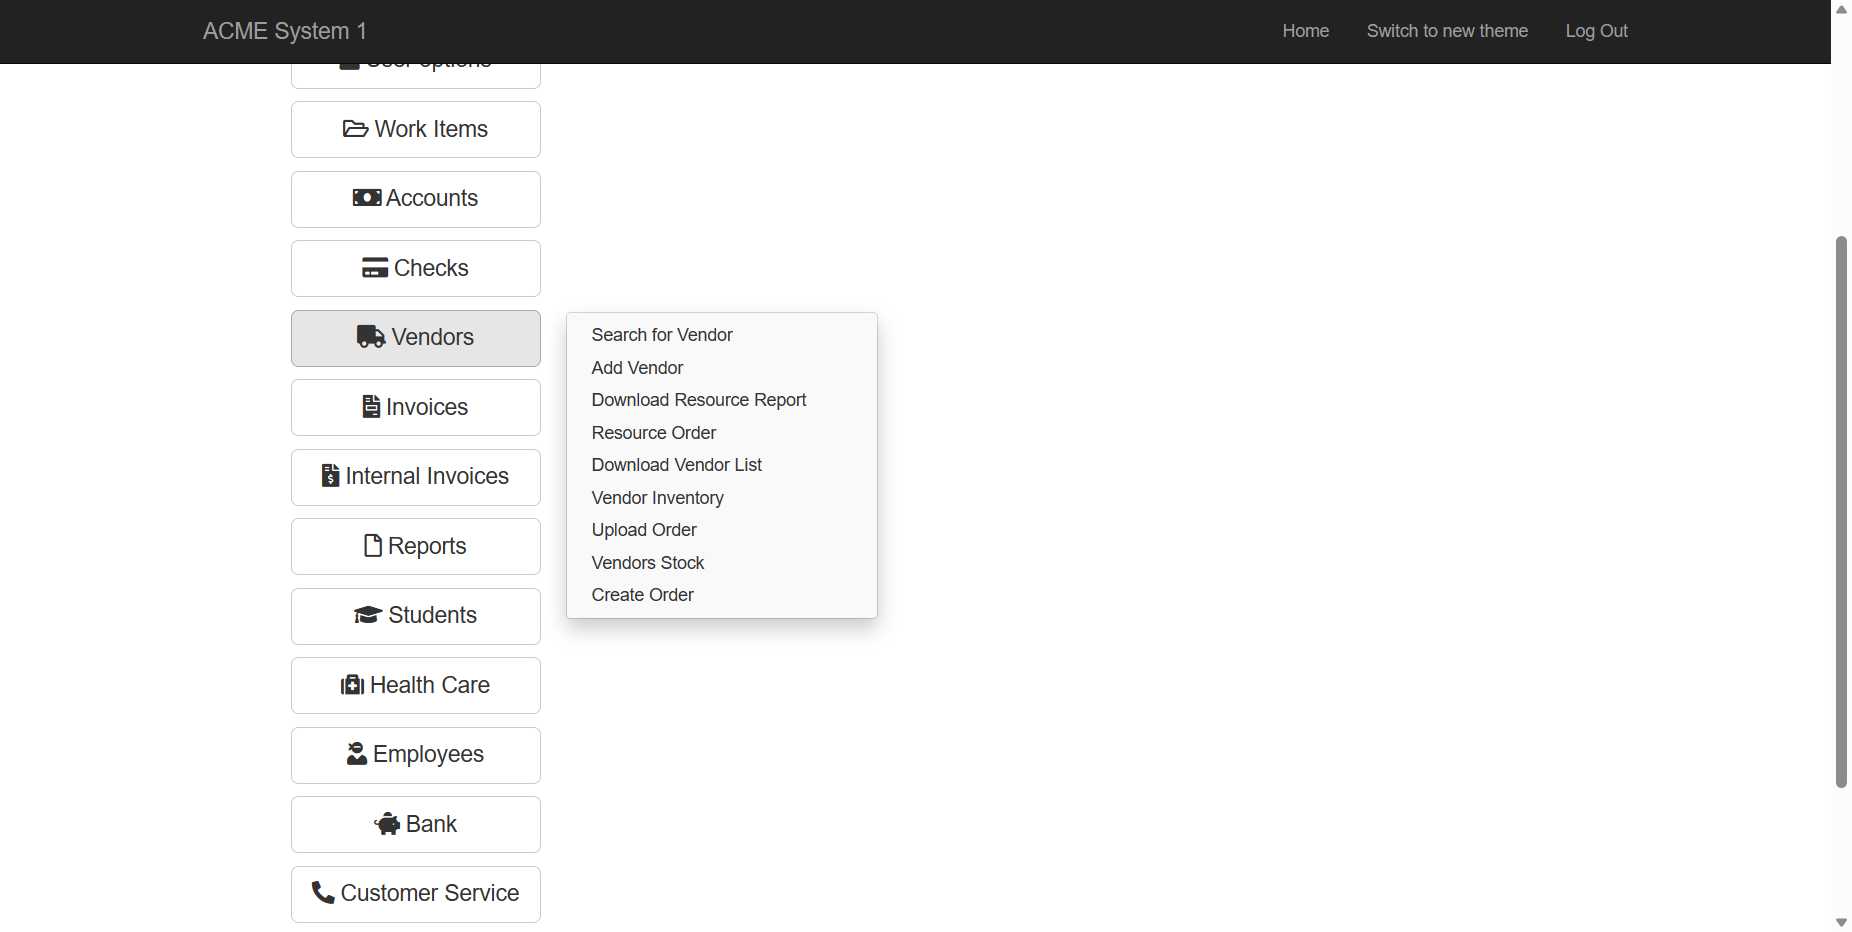 ACME System 1
Home
Switch to new theme
Log Out
User options
Work Items
Accounts
Checks
Vendors
Search for Vendor
Add Vendor
Download Resource Report
Resource Order
Download Vendor List
Vendor Inventory
Upload Order
Vendors Stock
Create Order
Invoices
Internal Invoices
Reports
Students
Health Care
Employees
Bank
Customer Service